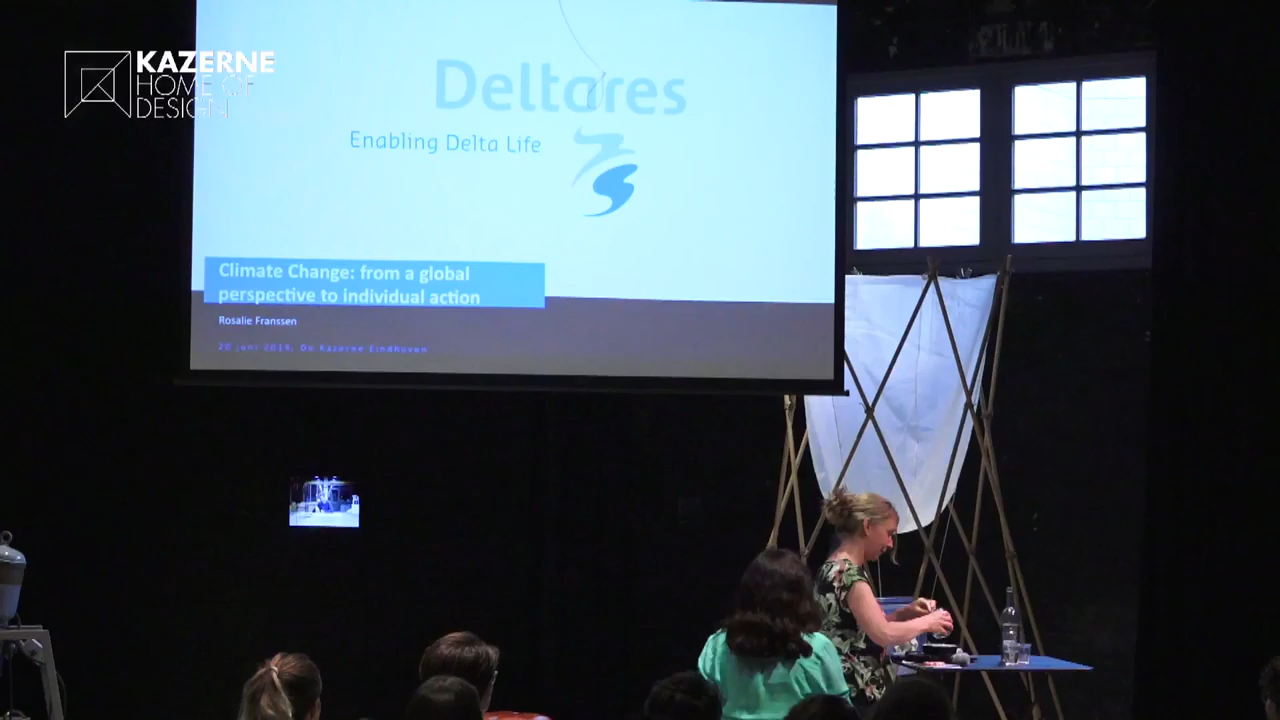 KAZERNE
HOME OF
DESIGN
Deltares
Enabling Delta Life
Climate Change: from a global
perspective to individual action
Rosalie Franssen
20 juni 2019, De Kazerne Eindhoven